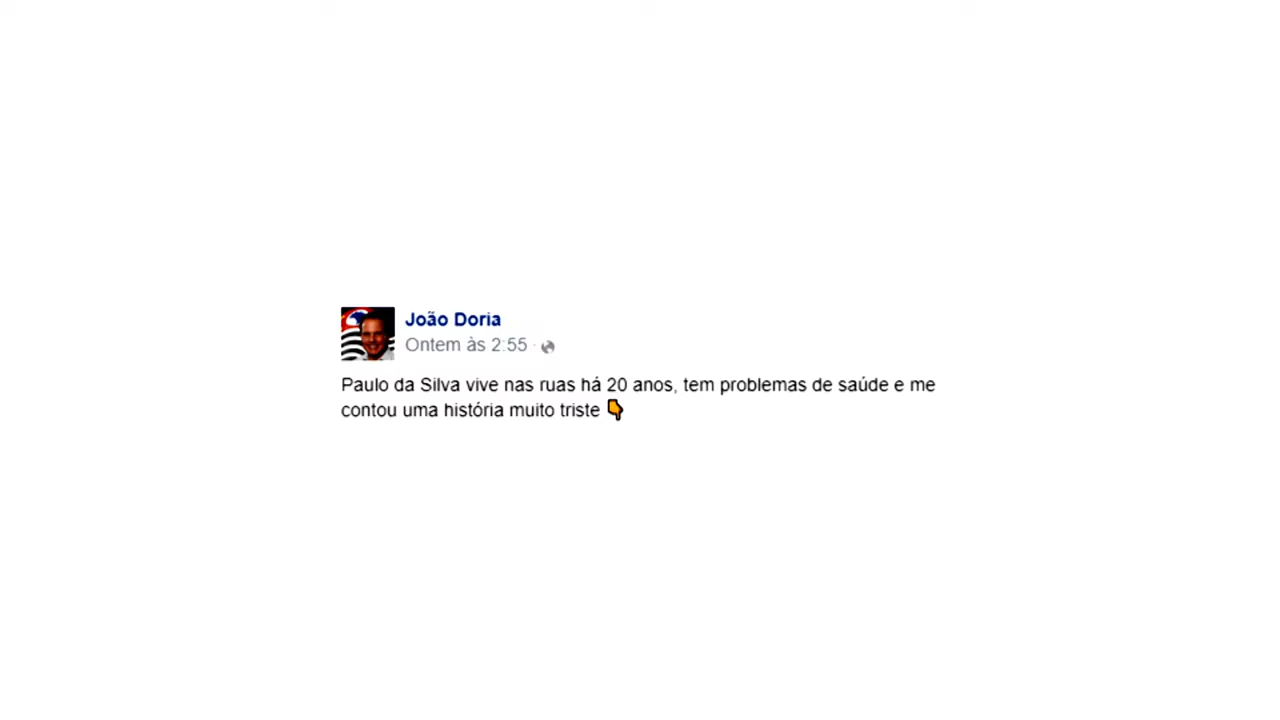 João Doria
Ontem às 2:55 ·
Paulo da Silva vive nas ruas há 20 anos, tem problemas de saúde e me
contou uma história muito triste 👇